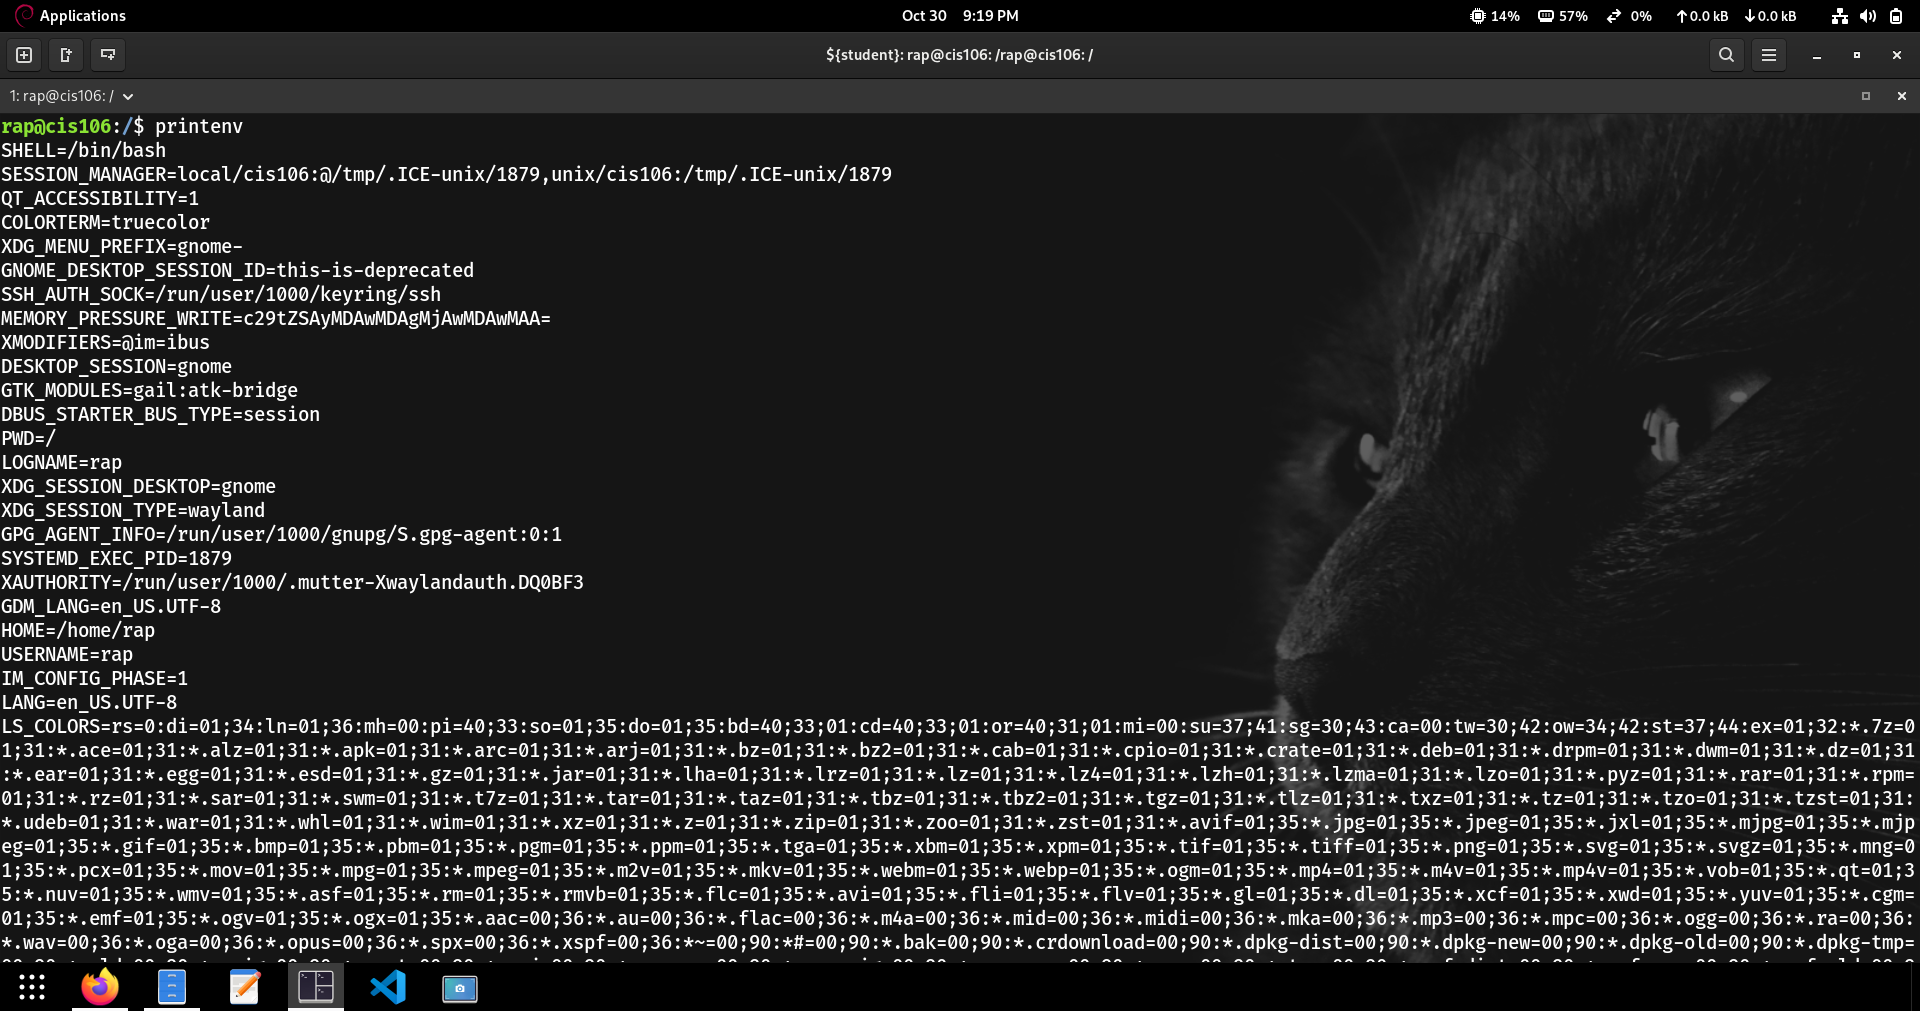 Applications
Oct 30 9:19 PM
14% 57% 0% 0.0 kB 0.0 kB
${student}: rap@cis106: /rap@cis106: /
1: rap@cis106: /
rap@cis106:/$ printenv
SHELL=/bin/bash
SESSION_MANAGER=local/cis106:@/tmp/.ICE-unix/1879,unix/cis106:/tmp/.ICE-unix/1879
QT_ACCESSIBILITY=1
COLORTERM=truecolor
XDG_MENU_PREFIX=gnome-
GNOME_DESKTOP_SESSION_ID=this-is-deprecated
SSH_AUTH_SOCK=/run/user/1000/keyring/ssh
MEMORY_PRESSURE_WRITE=c29tZSAyMDAwMDAgMjAwMDAwMAA=
XMODIFIERS=@im=ibus
DESKTOP_SESSION=gnome
GTK_MODULES=gail:atk-bridge
DBUS_STARTER_BUS_TYPE=session
PWD=/
LOGNAME=rap
XDG_SESSION_DESKTOP=gnome
XDG_SESSION_TYPE=wayland
GPG_AGENT_INFO=/run/user/1000/gnupg/S.gpg-agent:0:1
SYSTEMD_EXEC_PID=1879
XAUTHORITY=/run/user/1000/.mutter-Xwaylandauth.DQ0BF3
GDM_LANG=en_US.UTF-8
HOME=/home/rap
USERNAME=rap
IM_CONFIG_PHASE=1
LANG=en_US.UTF-8
LS_COLORS=rs=0:di=01;34:ln=01;36:mh=00:pi=40;33:so=01;35:do=01;35:bd=40;33;01:cd=40;33;01:or=40;31;01:mi=00:su=37;41:sg=30;43:ca=00:tw=30;42:ow=34;42:st=37;44:ex=01;32:*.7z=0
1;31:*.ace=01;31:*.alz=01;31:*.apk=01;31:*.arc=01;31:*.arj=01;31:*.bz=01;31:*.bz2=01;31:*.cab=01;31:*.cpio=01;31:*.crate=01;31:*.deb=01;31:*.drpm=01;31:*.dwm=01;31:*.dz=01;31
:*.ear=01;31:*.egg=01;31:*.esd=01;31:*.gz=01;31:*.jar=01;31:*.lha=01;31:*.lrz=01;31:*.lz=01;31:*.lz4=01;31:*.lzh=01;31:*.lzma=01;31:*.lzo=01;31:*.pyz=01;31:*.rar=01;31:*.rpm=
01;31:*.rz=01;31:*.sar=01;31:*.swm=01;31:*.t7z=01;31:*.tar=01;31:*.taz=01;31:*.tbz=01;31:*.tbz2=01;31:*.tgz=01;31:*.tlz=01;31:*.txz=01;31:*.tz=01;31:*.tzo=01;31:*.tzst=01;31:
*.udeb=01;31:*.war=01;31:*.whl=01;31:*.wim=01;31:*.xz=01;31:*.z=01;31:*.zip=01;31:*.zoo=01;31:*.zst=01;31:*.avif=01;35:*.jpg=01;35:*.jpeg=01;35:*.jxl=01;35:*.mjpg=01;35:*.mjp
eg=01;35:*.gif=01;35:*.bmp=01;35:*.pbm=01;35:*.pgm=01;35:*.ppm=01;35:*.tga=01;35:*.xbm=01;35:*.xpm=01;35:*.tif=01;35:*.tiff=01;35:*.png=01;35:*.svg=01;35:*.svgz=01;35:*.mng=0
1;35:*.pcx=01;35:*.mov=01;35:*.mpg=01;35:*.mpeg=01;35:*.m2v=01;35:*.mkv=01;35:*.webm=01;35:*.webp=01;35:*.ogm=01;35:*.mp4=01;35:*.m4v=01;35:*.mp4v=01;35:*.vob=01;35:*.qt=01;3
5:*.nuv=01;35:*.wmv=01;35:*.asf=01;35:*.rm=01;35:*.rmvb=01;35:*.flc=01;35:*.avi=01;35:*.fli=01;35:*.flv=01;35:*.gl=01;35:*.dl=01;35:*.xcf=01;35:*.xwd=01;35:*.yuv=01;35:*.cgm=
01;35:*.emf=01;35:*.ogv=01;35:*.ogx=01;35:*.aac=00;36:*.au=00;36:*.flac=00;36:*.m4a=00;36:*.mid=00;36:*.midi=00;36:*.mka=00;36:*.mp3=00;36:*.mpc=00;36:*.ogg=00;36:*.ra=00;36:
*.wav=00;36:*.oga=00;36:*.opus=00;36:*.spx=00;36:*.xspf=00;36:*~=00;90:*#=00;90:*.bak=00;90:*.crdownload=00;90:*.dpkg-dist=00;90:*.dpkg-new=00;90:*.dpkg-old=00;90:*.dpkg-tmp=